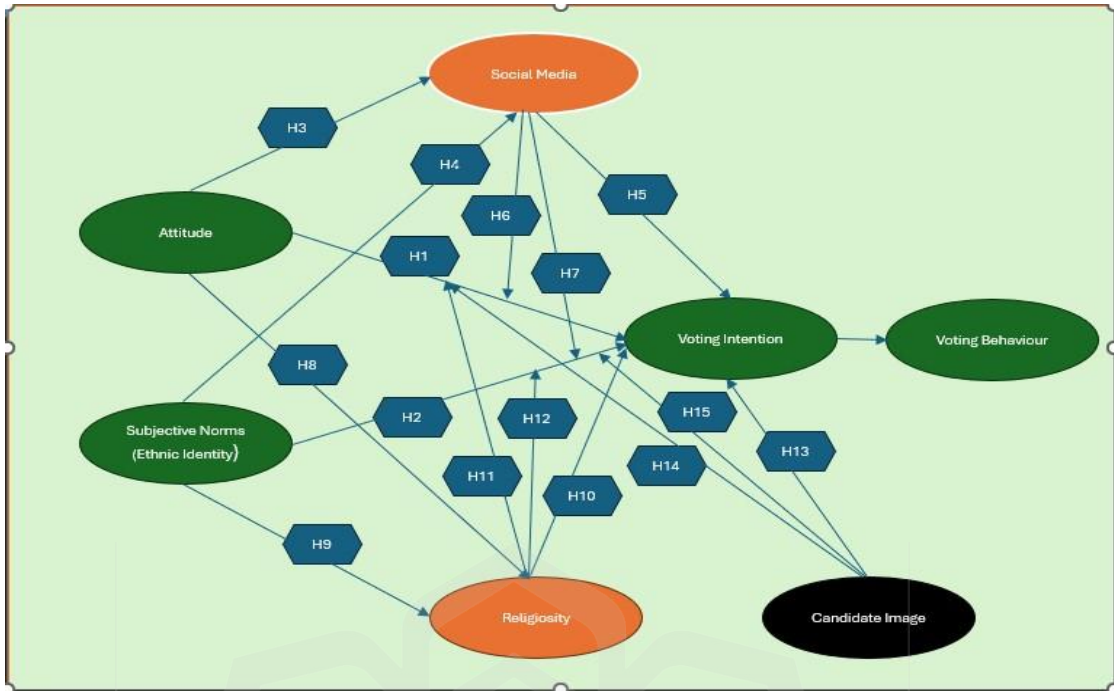 Social Media
H3
H4
H5
H6
Attitude
H1
H7
Voting Intention
Voting Behaviour
H8
H2
H12
H15
Subjective Norms
(Ethnic Identity)
H13
H14
H11
H10
H9
Religiosity
Candidate Image